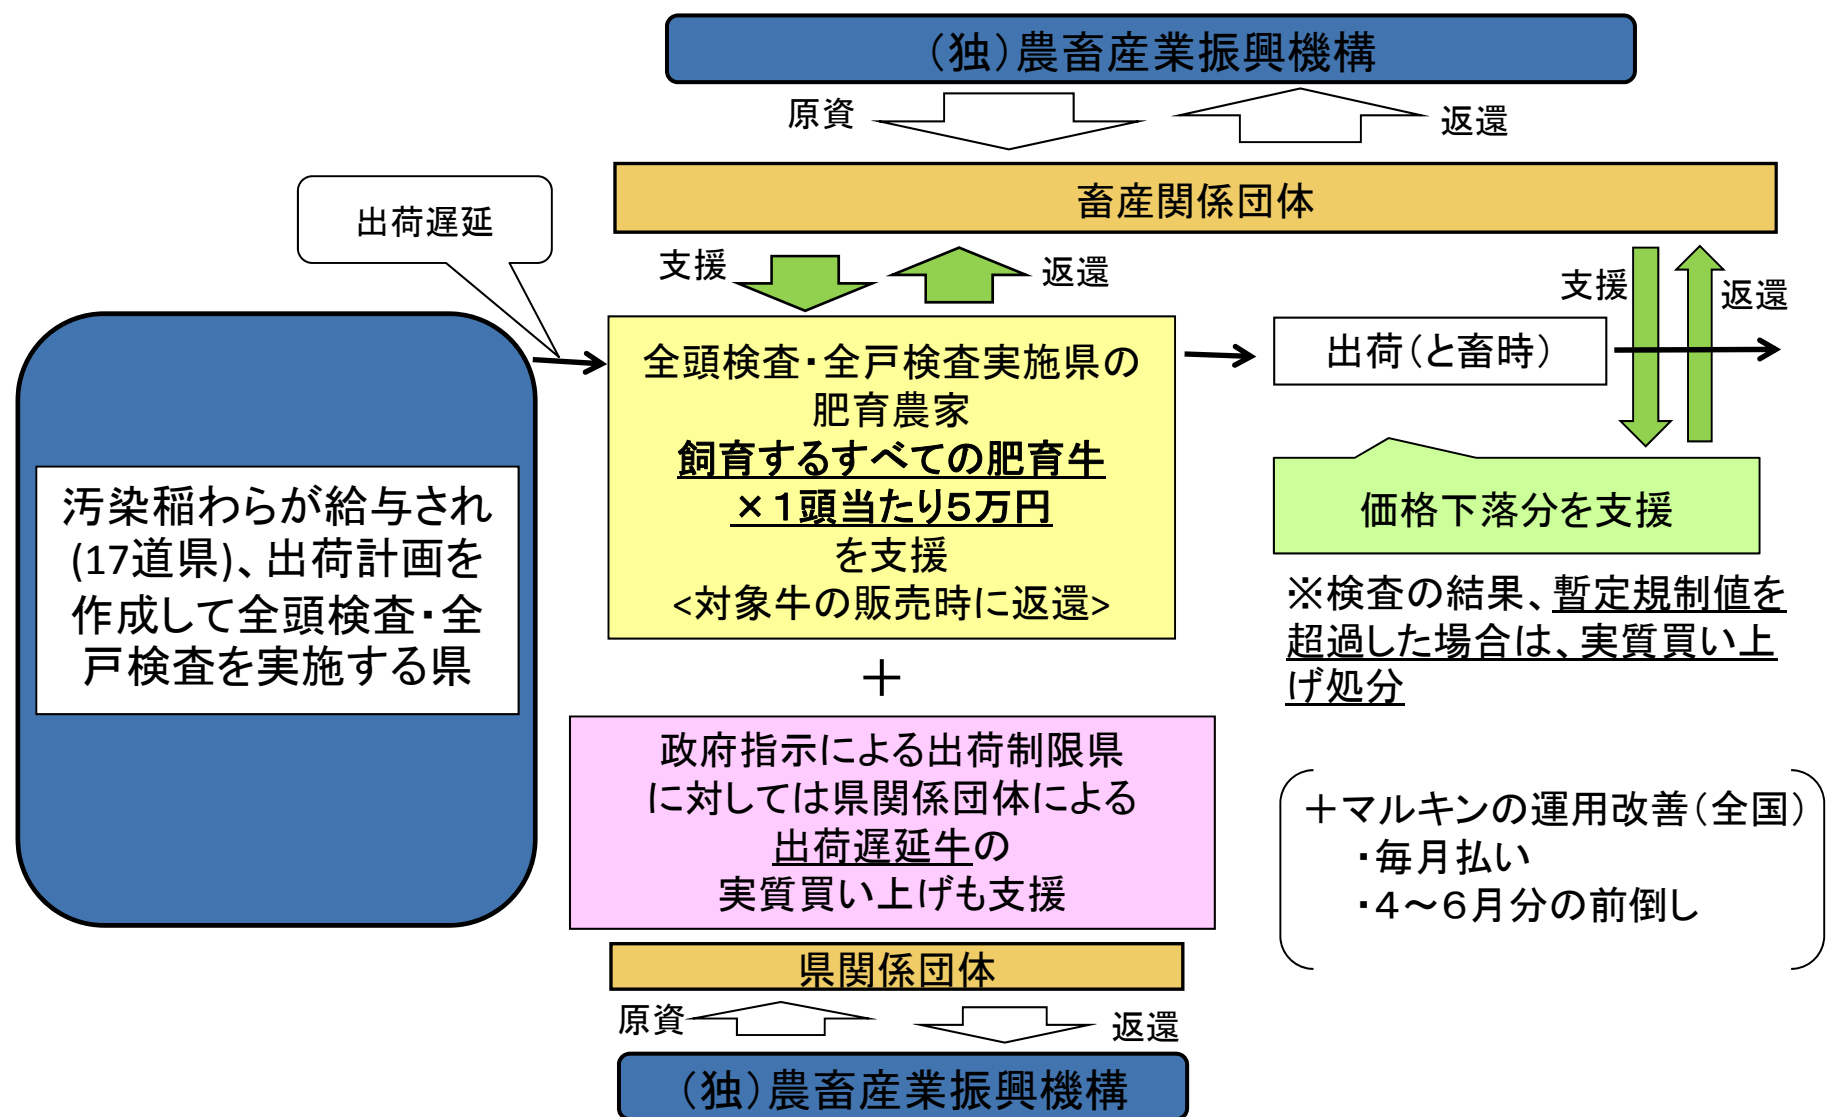 （独）農畜産業振興機構
原資
返還
畜産関係団体
出荷遅延
支援
返還
支援
返還
汚染稲わらが給与され
(17道県)、出荷計画を
作成して全頭検査・全
戸検査を実施する県
全頭検査・全戸検査実施県の
肥育農家
飼育するすべての肥育牛
×１頭当たり5万円
を支援
<対象牛の販売時に返還>
出荷（と畜時）
価格下落分を支援
※検査の結果、暫定規制値を
超過した場合は、実質買い上
げ処分
＋
政府指示による出荷制限県
に対しては県関係団体による
出荷遅延牛の
実質買い上げも支援
＋マルキンの運用改善（全国）
・毎月払い
・４～６月分の前倒し
県関係団体
原資
返還
（独）農畜産業振興機構